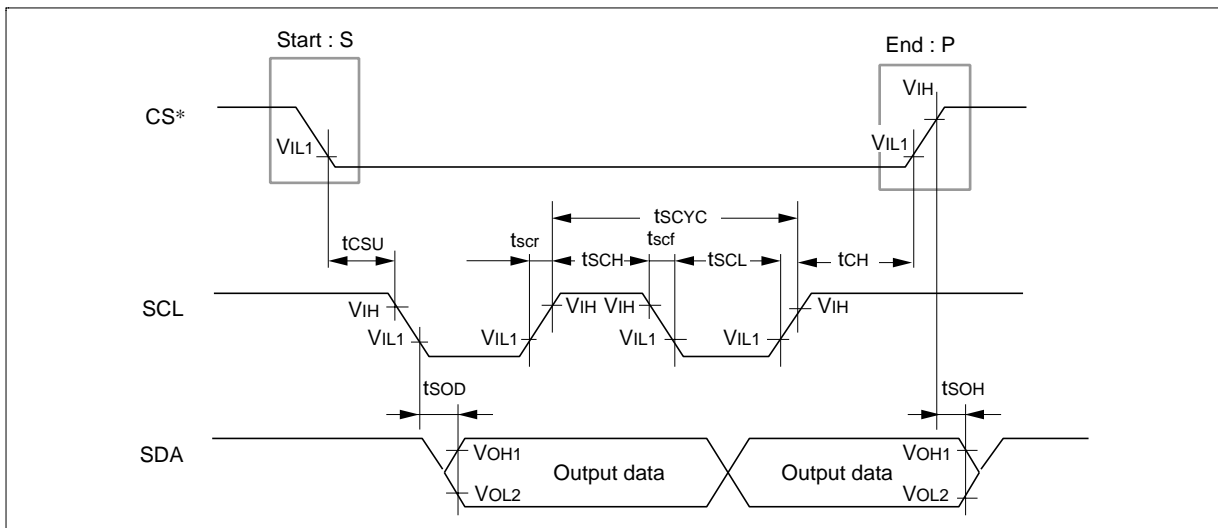 Start : S
End : P
VIH
CS*
VIL1
VIL1
tSCYC
tCSU
tscr
tSCH
tscf
tSCL
tCH
SCL
VIH
VIH
VIH
VIH
VIL1
VIL1
VIL1
VIL1
tSOD
tSOH
SDA
VOH1
Output data
Output data
VOH1
VOL2
VOL2